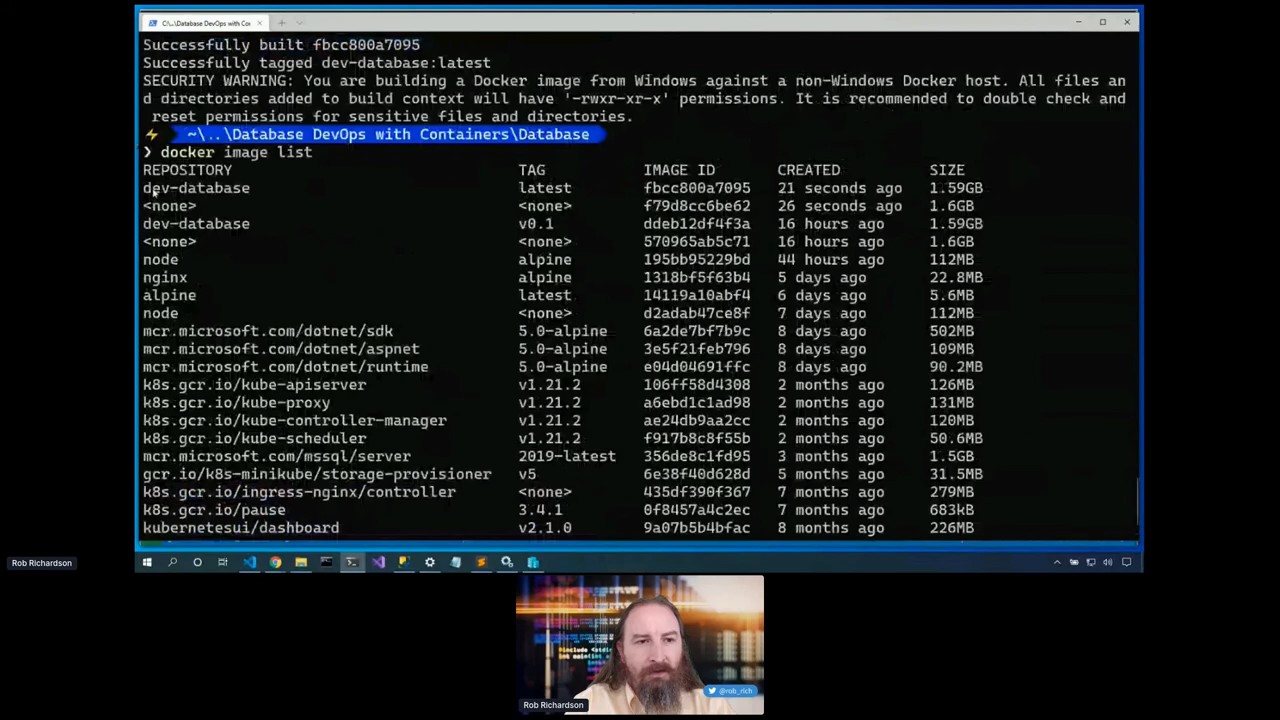 C:\..\Database DevOps with Cor
Successfully built fbcc800a7095
Successfully tagged dev-database:latest
SECURITY WARNING: You are building a Docker image from Windows against a non-Windows Docker host. All files an
d directories added to build context will have '-rwxr-xr-x' permissions. It is recommended to double check and
reset permissions for sensitive files and directories.
~\..\Database DevOps with Containers\Database
❯ docker image list
REPOSITORY TAG IMAGE ID CREATED SIZE
dev-database latest fbcc800a7095 21 seconds ago 1.59GB
<none> <none> f79d8cc6be62 26 seconds ago 1.6GB
dev-database v0.1 ddeb12df4f3a 16 hours ago 1.59GB
<none> <none> 570965ab5c71 16 hours ago 1.6GB
node alpine 195bb95229bd 44 hours ago 112MB
nginx alpine 1318bf5f63b4 5 days ago 22.8MB
alpine latest 14119a10abf4 6 days ago 5.6MB
node <none> d2adab47ce8f 7 days ago 112MB
mcr.microsoft.com/dotnet/sdk 5.0-alpine 6a2de7bf7b9c 8 days ago 502MB
mcr.microsoft.com/dotnet/aspnet 5.0-alpine 3e5f21feb796 8 days ago 109MB
mcr.microsoft.com/dotnet/runtime 5.0-alpine e04d04691ffc 8 days ago 90.2MB
k8s.gcr.io/kube-apiserver v1.21.2 106ff58d4308 2 months ago 126MB
k8s.gcr.io/kube-proxy v1.21.2 a6ebd1c1ad98 2 months ago 131MB
k8s.gcr.io/kube-controller-manager v1.21.2 ae24db9aa2cc 2 months ago 120MB
k8s.gcr.io/kube-scheduler v1.21.2 f917b8c8f55b 2 months ago 50.6MB
mcr.microsoft.com/mssql/server 2019-latest 356de8c1fd95 3 months ago 1.5GB
gcr.io/k8s-minikube/storage-provisioner v5 6e38f40d628d 5 months ago 31.5MB
k8s.gcr.io/ingress-nginx/controller <none> 435df390f367 7 months ago 279MB
k8s.gcr.io/pause 3.4.1 0f8457a4c2ec 7 months ago 683kB
kubernetesui/dashboard v2.1.0 9a07b5b4bfac 8 months ago 226MB
Rob Richardson
@rob_rich
Rob Richardson